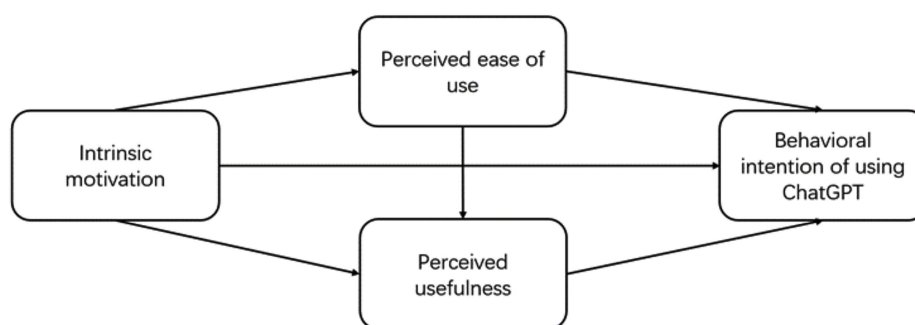 Perceived ease of
use
Intrinsic
motivation
Behavioral
intention of using
ChatGPT
Perceived
usefulness